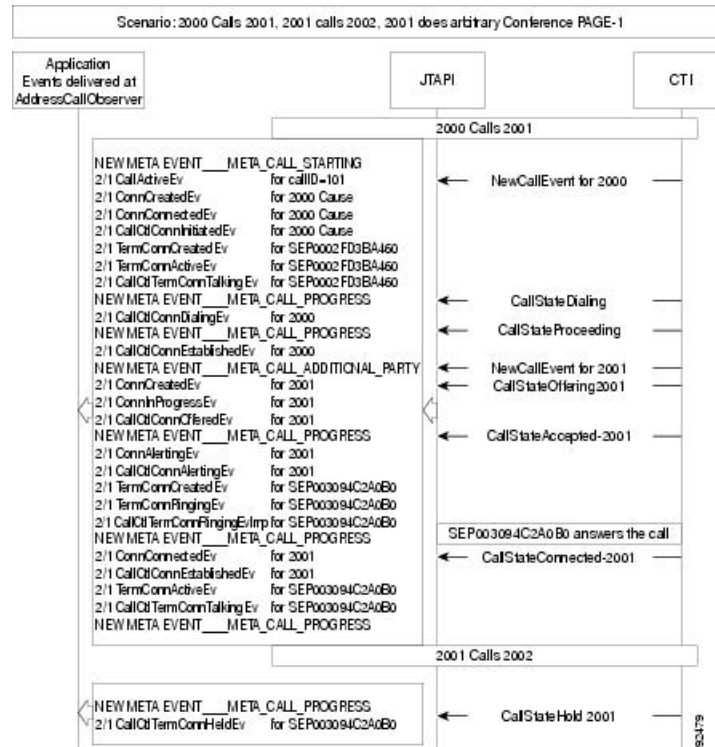 Scenario: 2000 Calls 2001, 2001 calls 2002, 2001 does arbitrary Conference PAGE-1
Application
Events delivered at
AddressCallObserver
JTAPI
CTI
2000 Calls 2001
NEW META EVENT___META_CALL_STARTING
2/1 CallActiveEv for callID=101
2/1 ConnCreatedEv for 2000 Cause
2/1 ConnConnectedEv for 2000 Cause
2/1 CallCtlConnInitiatedEv for 2000 Cause
2/1 TermConnCreatedEv for SEP0002FD3BA460
2/1 TermConnActiveEv for SEP0002FD3BA460
2/1 CallCtlTermConnTalkingEv for SEP0002FD3BA460
NewCallEvent for 2000
NEW META EVENT___META_CALL_PROGRESS
2/1 CallCtlConnDialingEv for 2000
CallStateDialing
NEW META EVENT___META_CALL_PROGRESS
2/1 CallCtlConnEstablishedEv for 2000
CallStateProceeding
NEW META EVENT___META_CALL_ADDITIONAL_PARTY
2/1 ConnCreatedEv for 2001
2/1 ConnInProgressEv for 2001
2/1 CallCtlConnOfferedEv for 2001
NewCallEvent for 2001
CallStateOffering2001
NEW META EVENT___META_CALL_PROGRESS
2/1 ConnAlertingEv for 2001
2/1 CallCtlConnAlertingEv for 2001
2/1 TermConnCreatedEv for SEP003094C2A0B0
2/1 TermConnRingingEv for SEP003094C2A0B0
2/1 CallCtlTermConnRingingEvImp for SEP003094C2A0B0
CallStateAccepted-2001
SEP003094C2A0B0 answers the call
NEW META EVENT___META_CALL_PROGRESS
2/1 ConnConnectedEv for 2001
2/1 CallCtlConnEstablishedEv for 2001
2/1 TermConnActiveEv for SEP003094C2A0B0
2/1 CallCtlTermConnTalkingEv for SEP003094C2A0B0
NEW META EVENT___META_CALL_PROGRESS
CallStateConnected-2001
2001 Calls 2002
NEW META EVENT___META_CALL_PROGRESS
2/1 CallCtlTermConnHeldEv for SEP003094C2A0B0
CallStateHold 2001
92479